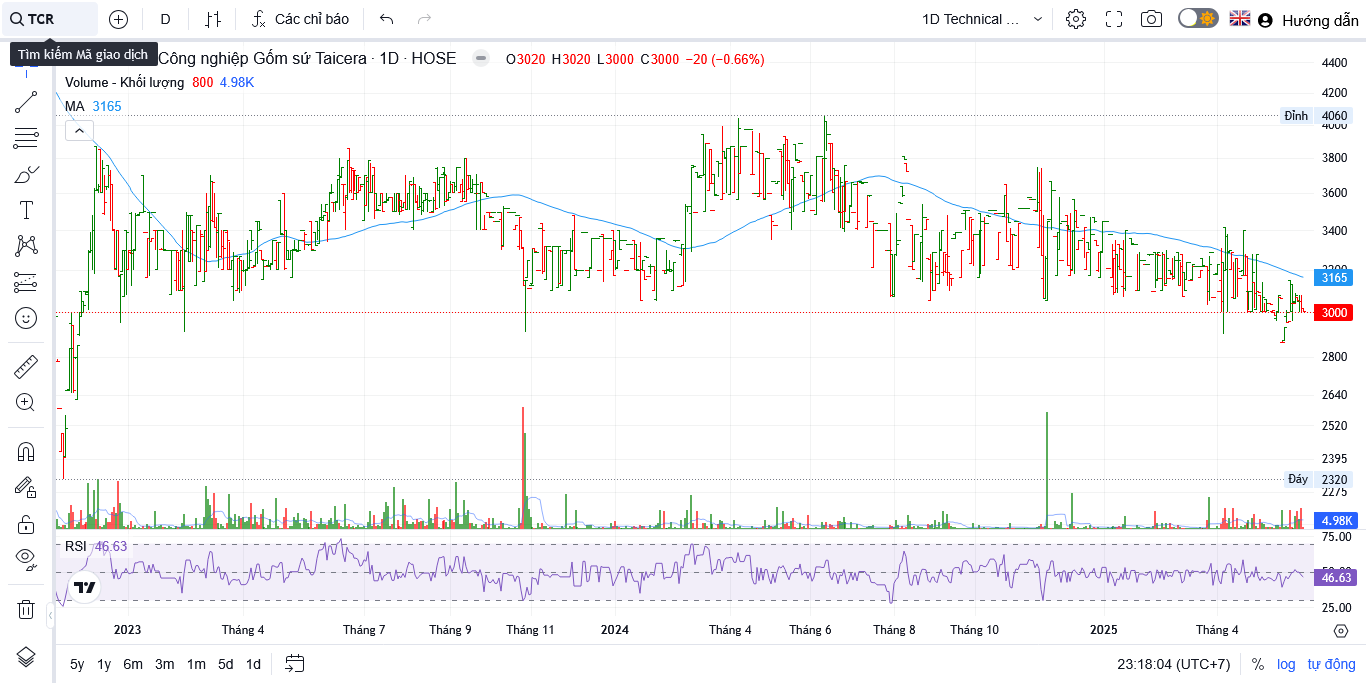 TCR D Các chỉ báo 1D Technical ... Hướng dẫn
Tìm kiếm Mã giao dịch
Công nghiệp Gốm sứ Taicera · 1D · HOSE O3020 H3020 L3000 C3000 −20 (−0.66%)
Volume - Khối lượng 800 4.98K
MA 3165
4400
4200
Đỉnh 4060
4000
3800
3600
3400
3200
3165
3000
2800
2640
2520
2395
Đáy 2320
2275
4.98K
RSI 46.63
75.00
50.00
46.63
25.00
2023 Tháng 4 Tháng 7 Tháng 9 Tháng 11 2024 Tháng 4 Tháng 6 Tháng 8 Tháng 10 2025 Tháng 4
5y 1y 6m 3m 1m 5d 1d 23:18:04 (UTC+7) % log tự động